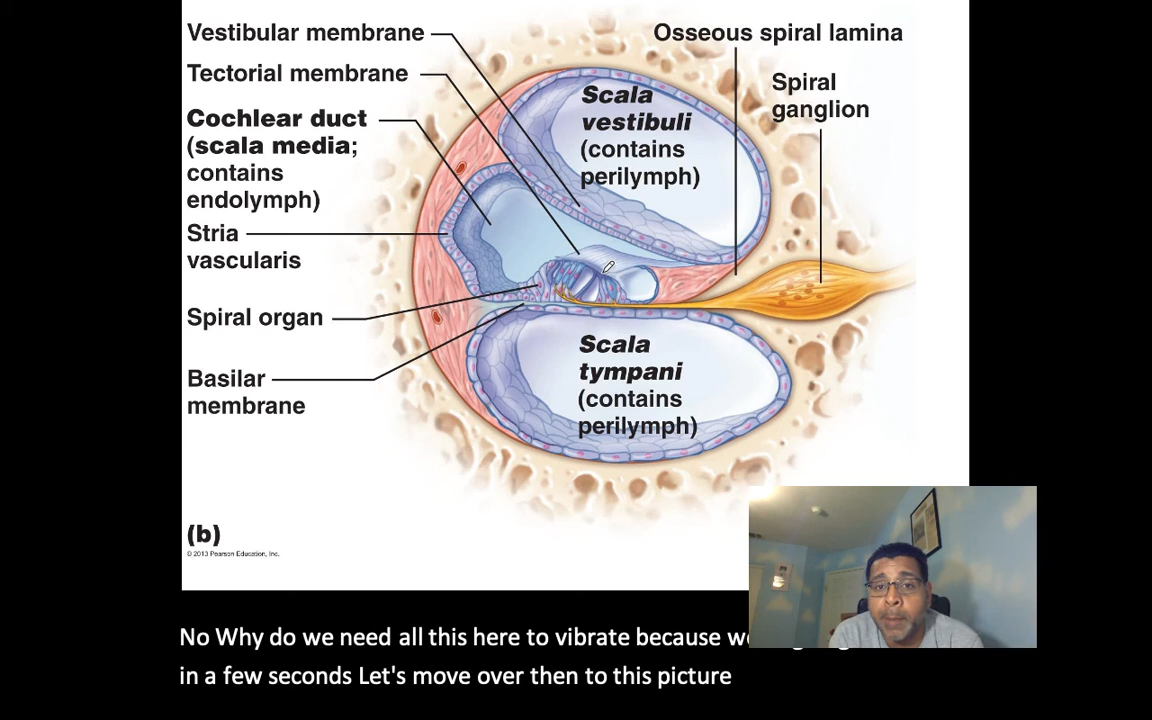 Vestibular membrane
Tectorial membrane
Cochlear duct
(scala media;
contains
endolymph)
Stria
vascularis
Spiral organ
Basilar
membrane
Osseous spiral lamina
Spiral
ganglion
Scala
vestibuli
(contains
perilymph)
Scala
tympani
(contains
perilymph)
(b)
© 2013 Pearson Education, Inc.
No Why do we need all this here to vibrate because
in a few seconds Let's move over then to this picture